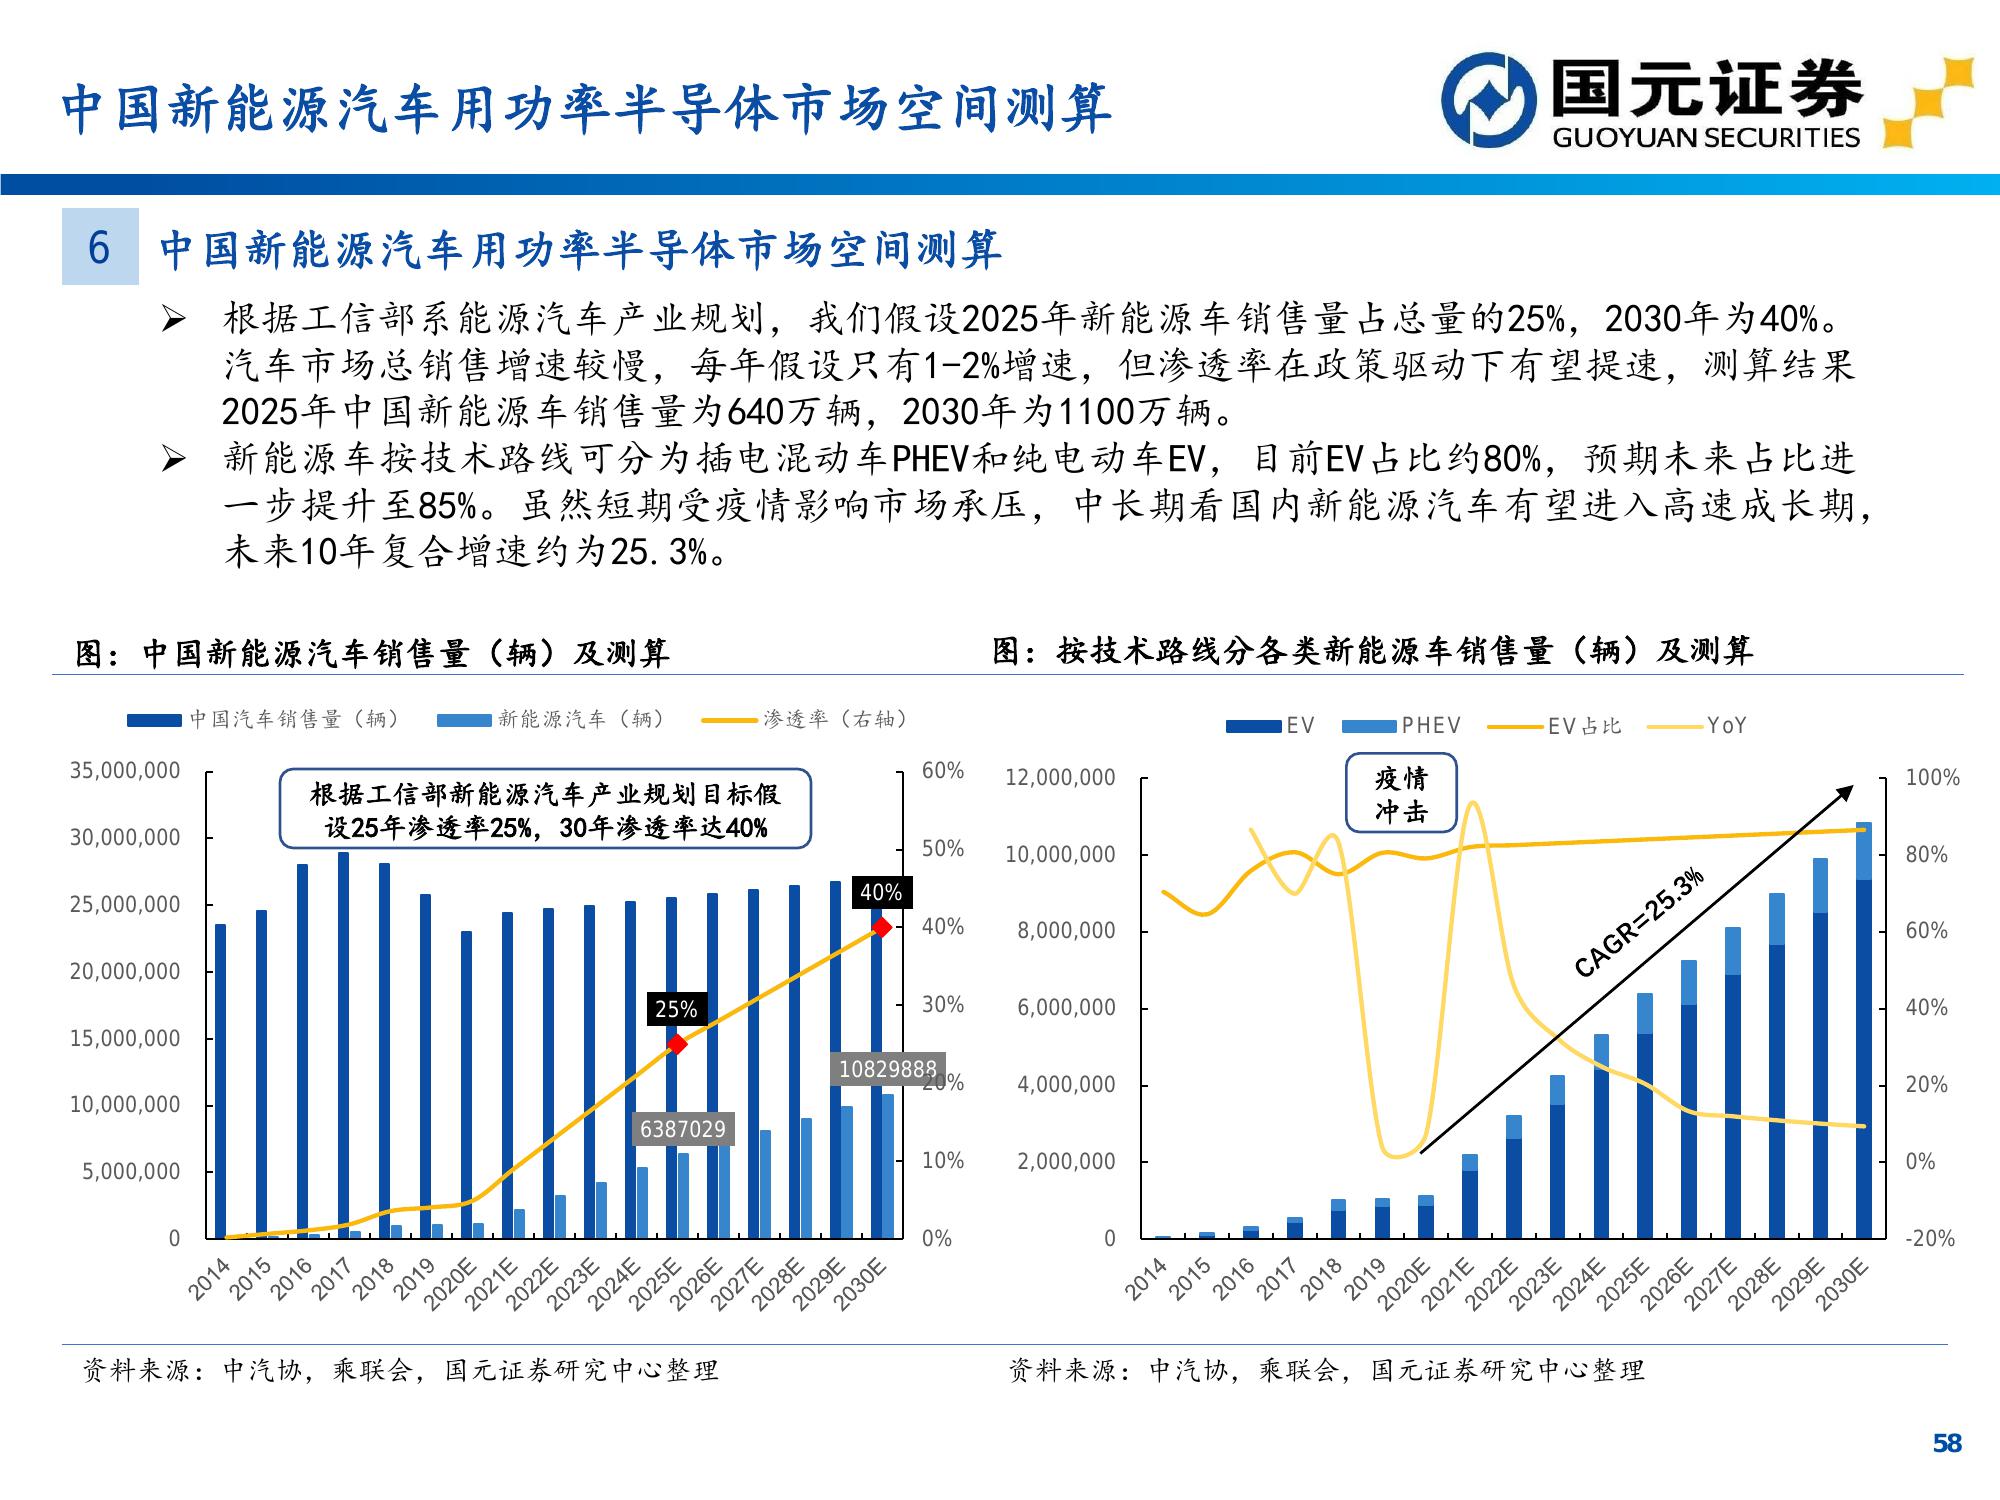 中国新能源汽车用功率半导体市场空间测算
国元证券
GUOYUAN SECURITIES
6
中国新能源汽车用功率半导体市场空间测算
➢ 根据工信部系能源汽车产业规划，我们假设2025年新能源车销售量占总量的25%，2030年为40%。
汽车市场总销售增速较慢，每年假设只有1-2%增速，但渗透率在政策驱动下有望提速，测算结果
2025年中国新能源车销售量为640万辆，2030年为1100万辆。
➢ 新能源车按技术路线可分为插电混动车PHEV和纯电动车EV，目前EV占比约80%，预期未来占比进
一步提升至85%。虽然短期受疫情影响市场承压，中长期看国内新能源汽车有望进入高速成长期，
未来10年复合增速约为25.3%。
图：中国新能源汽车销售量（辆）及测算
中国汽车销售量（辆） 新能源汽车（辆） 渗透率（右轴）
根据工信部新能源汽车产业规划目标假
设25年渗透率25%，30年渗透率达40%
35,000,000
30,000,000
25,000,000
20,000,000
15,000,000
10,000,000
5,000,000
0
60%
50%
40%
30%
20%
10%
0%
40%
25%
10829888
6387029
2014 2015 2016 2017 2018 2019 2020E 2021E 2022E 2023E 2024E 2025E 2026E 2027E 2028E 2029E 2030E
资料来源：中汽协，乘联会，国元证券研究中心整理
图：按技术路线分各类新能源车销售量（辆）及测算
EV PHEV EV占比 YoY
疫情
冲击
12,000,000
10,000,000
8,000,000
6,000,000
4,000,000
2,000,000
0
100%
80%
60%
40%
20%
0%
-20%
CAGR=25.3%
2014 2015 2016 2017 2018 2019 2020E 2021E 2022E 2023E 2024E 2025E 2026E 2027E 2028E 2029E 2030E
资料来源：中汽协，乘联会，国元证券研究中心整理
58